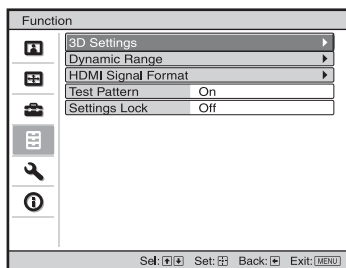 Function
3D Settings
Dynamic Range
HDMI Signal Format
Test Pattern On
Settings Lock Off
Sel: Set: Back: Exit: MENU